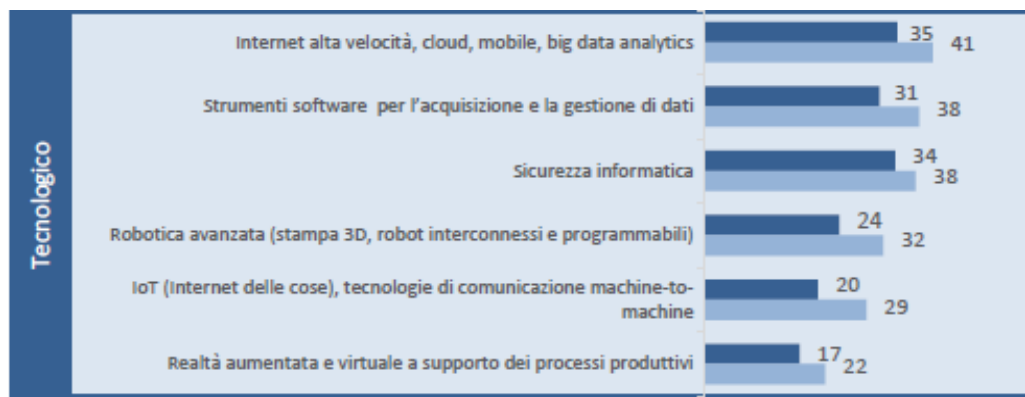 Tecnologico
Internet alta velocità, cloud, mobile, big data analytics
35
41
Strumenti software per l'acquisizione e la gestione di dati
31
38
Sicurezza informatica
34
38
Robotica avanzata (stampa 3D, robot interconnessi e programmabili)
24
32
IoT (Internet delle cose), tecnologie di comunicazione machine-to-
machine
20
29
Realtà aumentata e virtuale a supporto dei processi produttivi
17
22